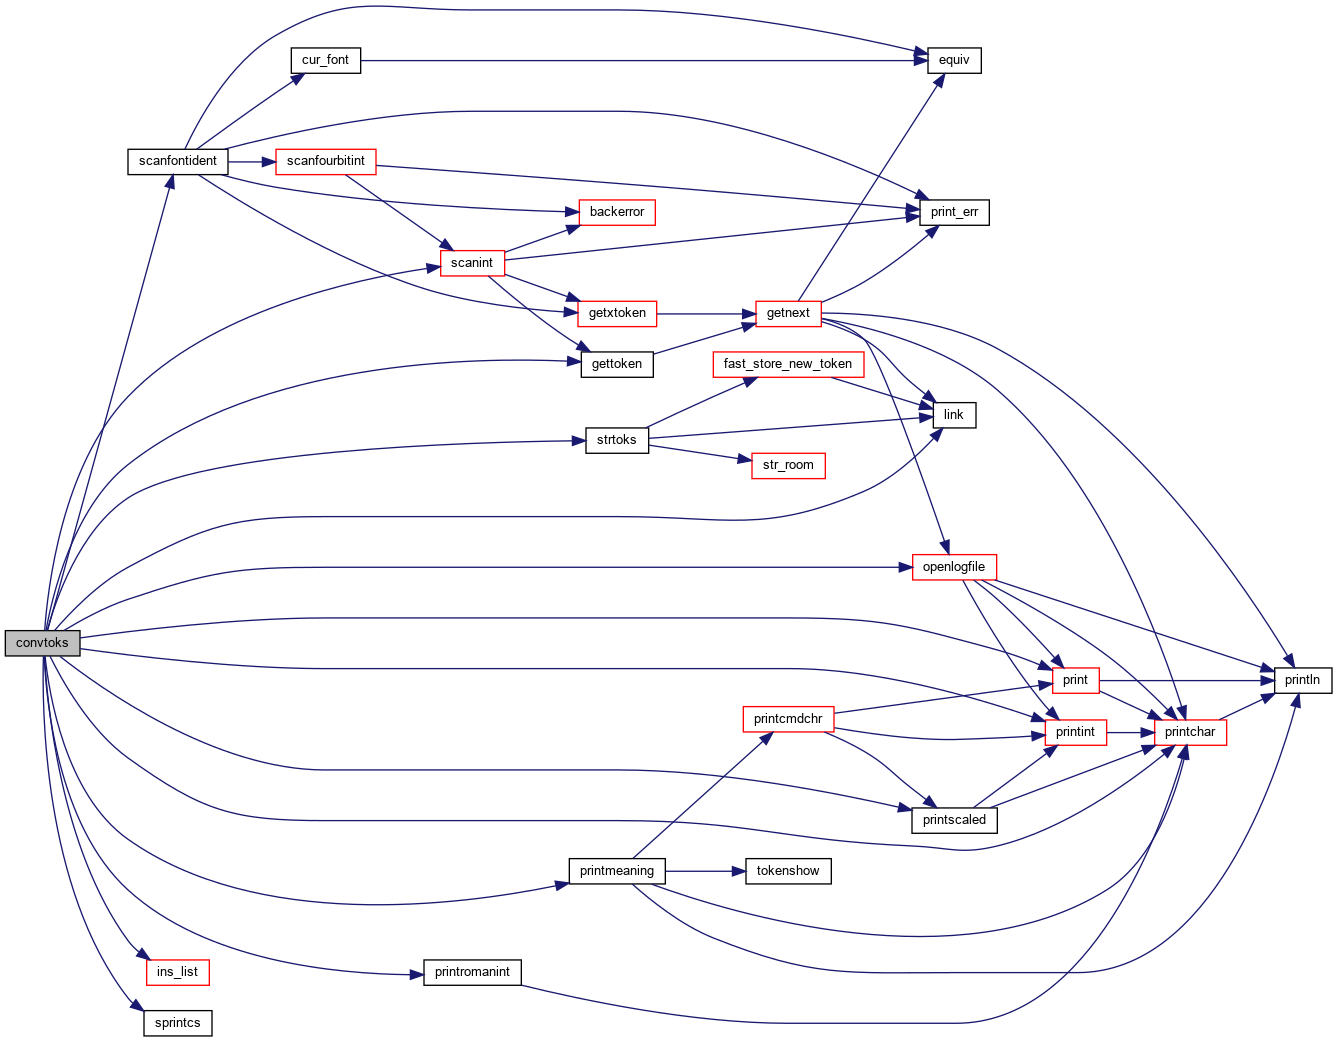 cur_font
equiv
scanfontident
scanfourbitint
backerror
print_err
scanint
getxtoken
getnext
gettoken
fast_store_new_token
link
strtoks
str_room
openlogfile
convtoks
print
println
printcmdchr
printint
printchar
printscaled
printmeaning
tokenshow
ins_list
printromanint
sprintcs